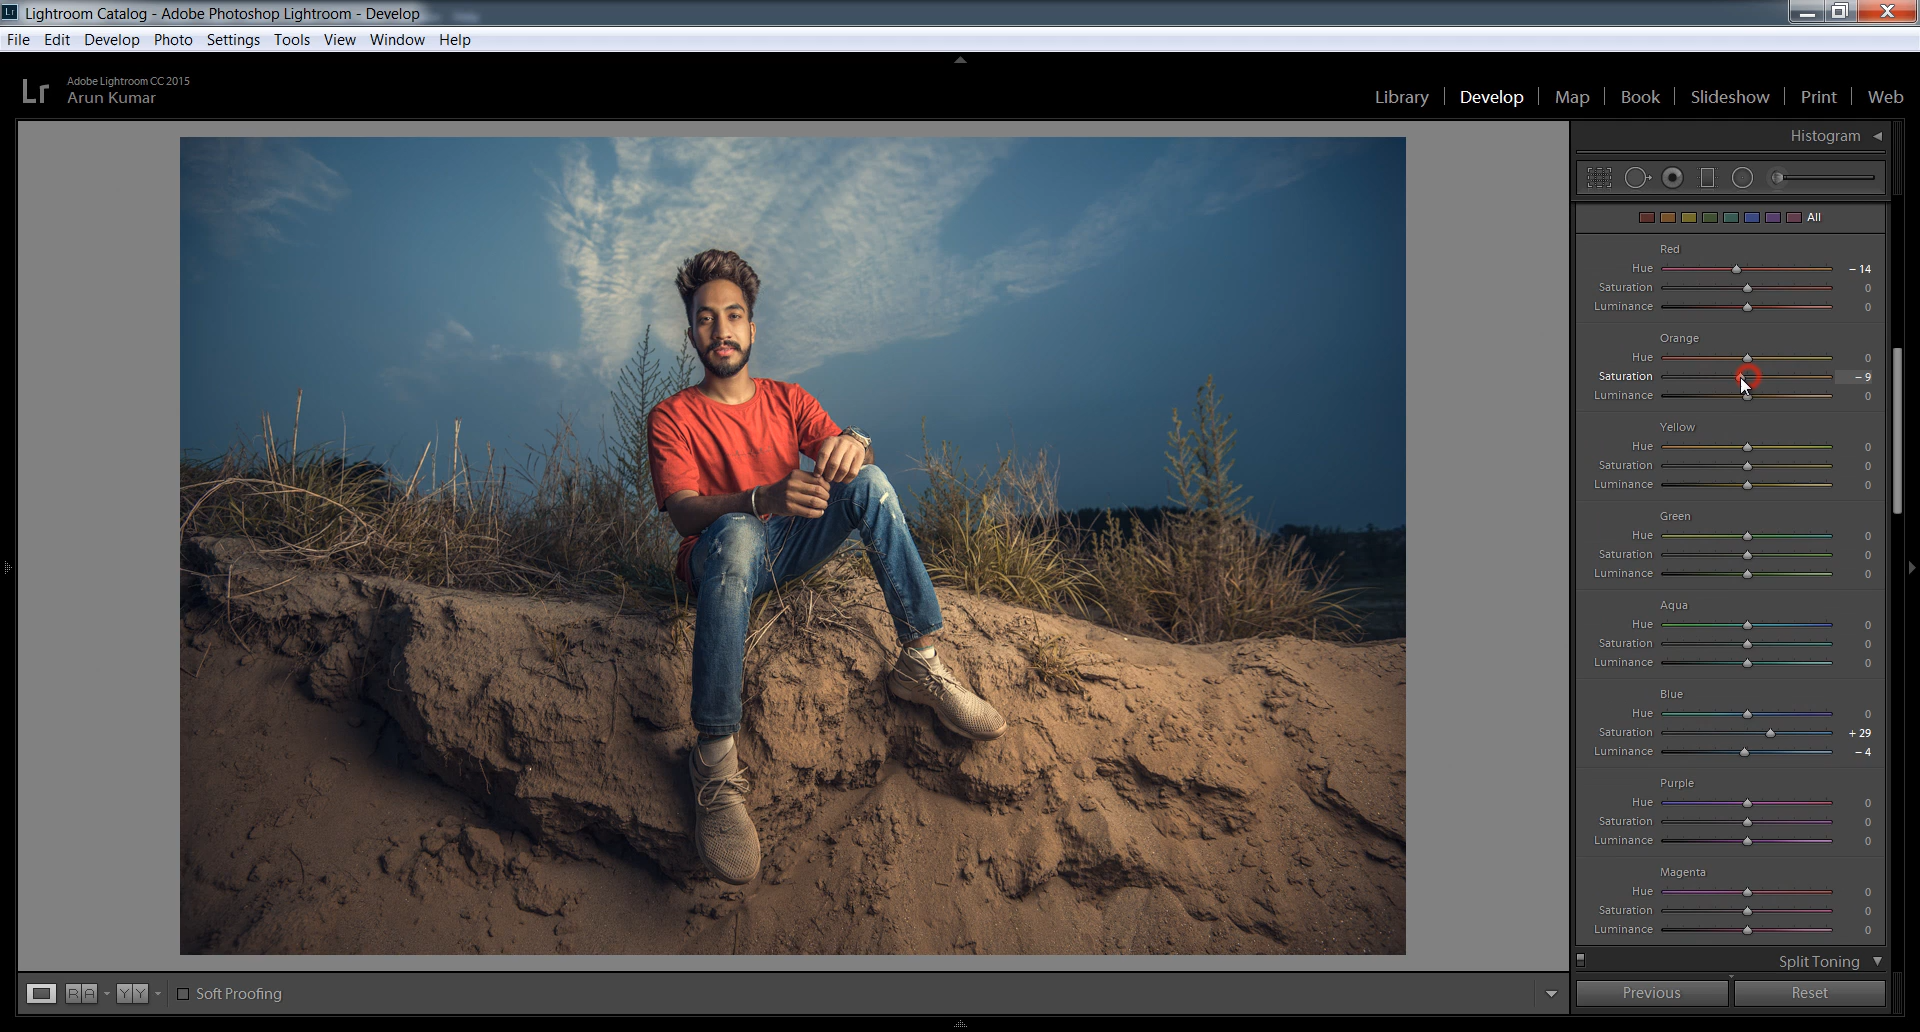 Lr Lightroom Catalog - Adobe Photoshop Lightroom - Develop
File Edit Develop Photo Settings Tools View Window Help
Lr Adobe Lightroom CC 2015
Arun Kumar
Library | Develop | Map | Book | Slideshow | Print | Web
Histogram
All
Red
Hue - 14
Saturation 0
Luminance 0
Orange
Hue 0
Saturation - 9
Luminance 0
Yellow
Hue 0
Saturation 0
Luminance 0
Green
Hue 0
Saturation 0
Luminance 0
Aqua
Hue 0
Saturation 0
Luminance 0
Blue
Hue 0
Saturation + 29
Luminance - 4
Purple
Hue 0
Saturation 0
Luminance 0
Magenta
Hue 0
Saturation 0
Luminance 0
Split Toning
R A Y Y Soft Proofing
Previous Reset